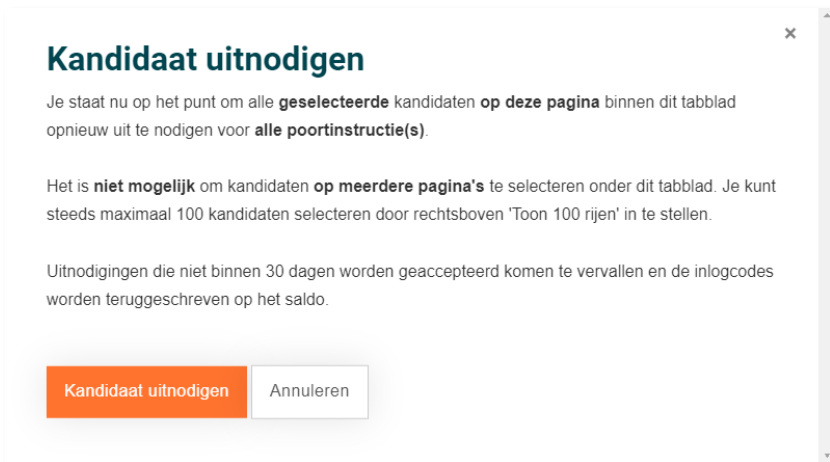 ×
Kandidaat uitnodigen
Je staat nu op het punt om alle geselecteerde kandidaten op deze pagina binnen dit tabblad
opnieuw uit te nodigen voor alle poortinstructie(s).
Het is niet mogelijk om kandidaten op meerdere pagina's te selecteren onder dit tabblad. Je kunt
steeds maximaal 100 kandidaten selecteren door rechtsboven 'Toon 100 rijen' in te stellen.
Uitnodigingen die niet binnen 30 dagen worden geaccepteerd komen te vervallen en de inlogcodes
worden teruggeschreven op het saldo.
Kandidaat uitnodigen Annuleren